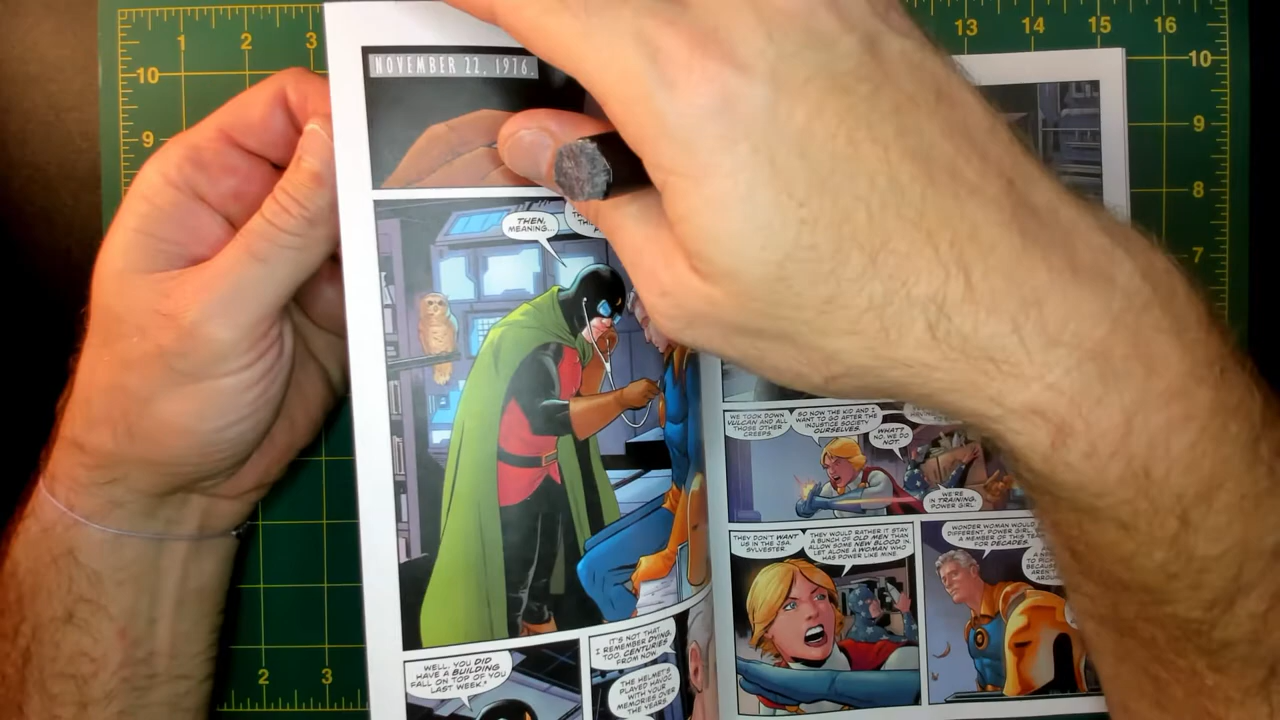 1 2 3
13 14 15 16
10
10
9
9
8
7
2 3
NOVEMBER 22, 1976.
THEN,
MEANING...
WELL, YOU DID
HAVE A BUILDING
FALL ON TOP OF YOU
LAST WEEK.*
IT'S NOT THAT.
I REMEMBER DYING,
TOO. CENTURIES
FROM NOW.
THE HELMET'S
PLAYED HAVOC
WITH YOUR
MEMORIES OVER
THE YEARS.
WE TOOK DOWN
VULCAN AND ALL
THOSE OTHER
CREEPS.
SO NOW THE KID AND I
WANT TO GO AFTER THE
INJUSTICE SOCIETY
OURSELVES.
WHAT?
NO, WE DO
NOT.
WE'RE
IN TRAINING,
POWER GIRL.
THEY DON'T WANT
US IN THE JSA,
SYLVESTER.
THEY WOULD RATHER IT STAY
A BUNCH OF OLD MEN THAN
ALLOW SOME NEW BLOOD IN,
LET ALONE A WOMAN WHO
HAS POWER LIKE MINE.
WONDER WOMAN WOULD
DIFFERENT, POWER GIRL.
A MEMBER OF THIS TEAM
FOR DECADES.